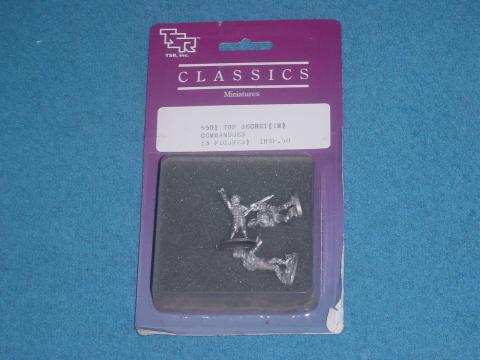 TSR
TSR, Inc.
CLASSICS
Miniatures
5501 TOP SECRET(TM)
COMMANDOES
(3 FIGURES)